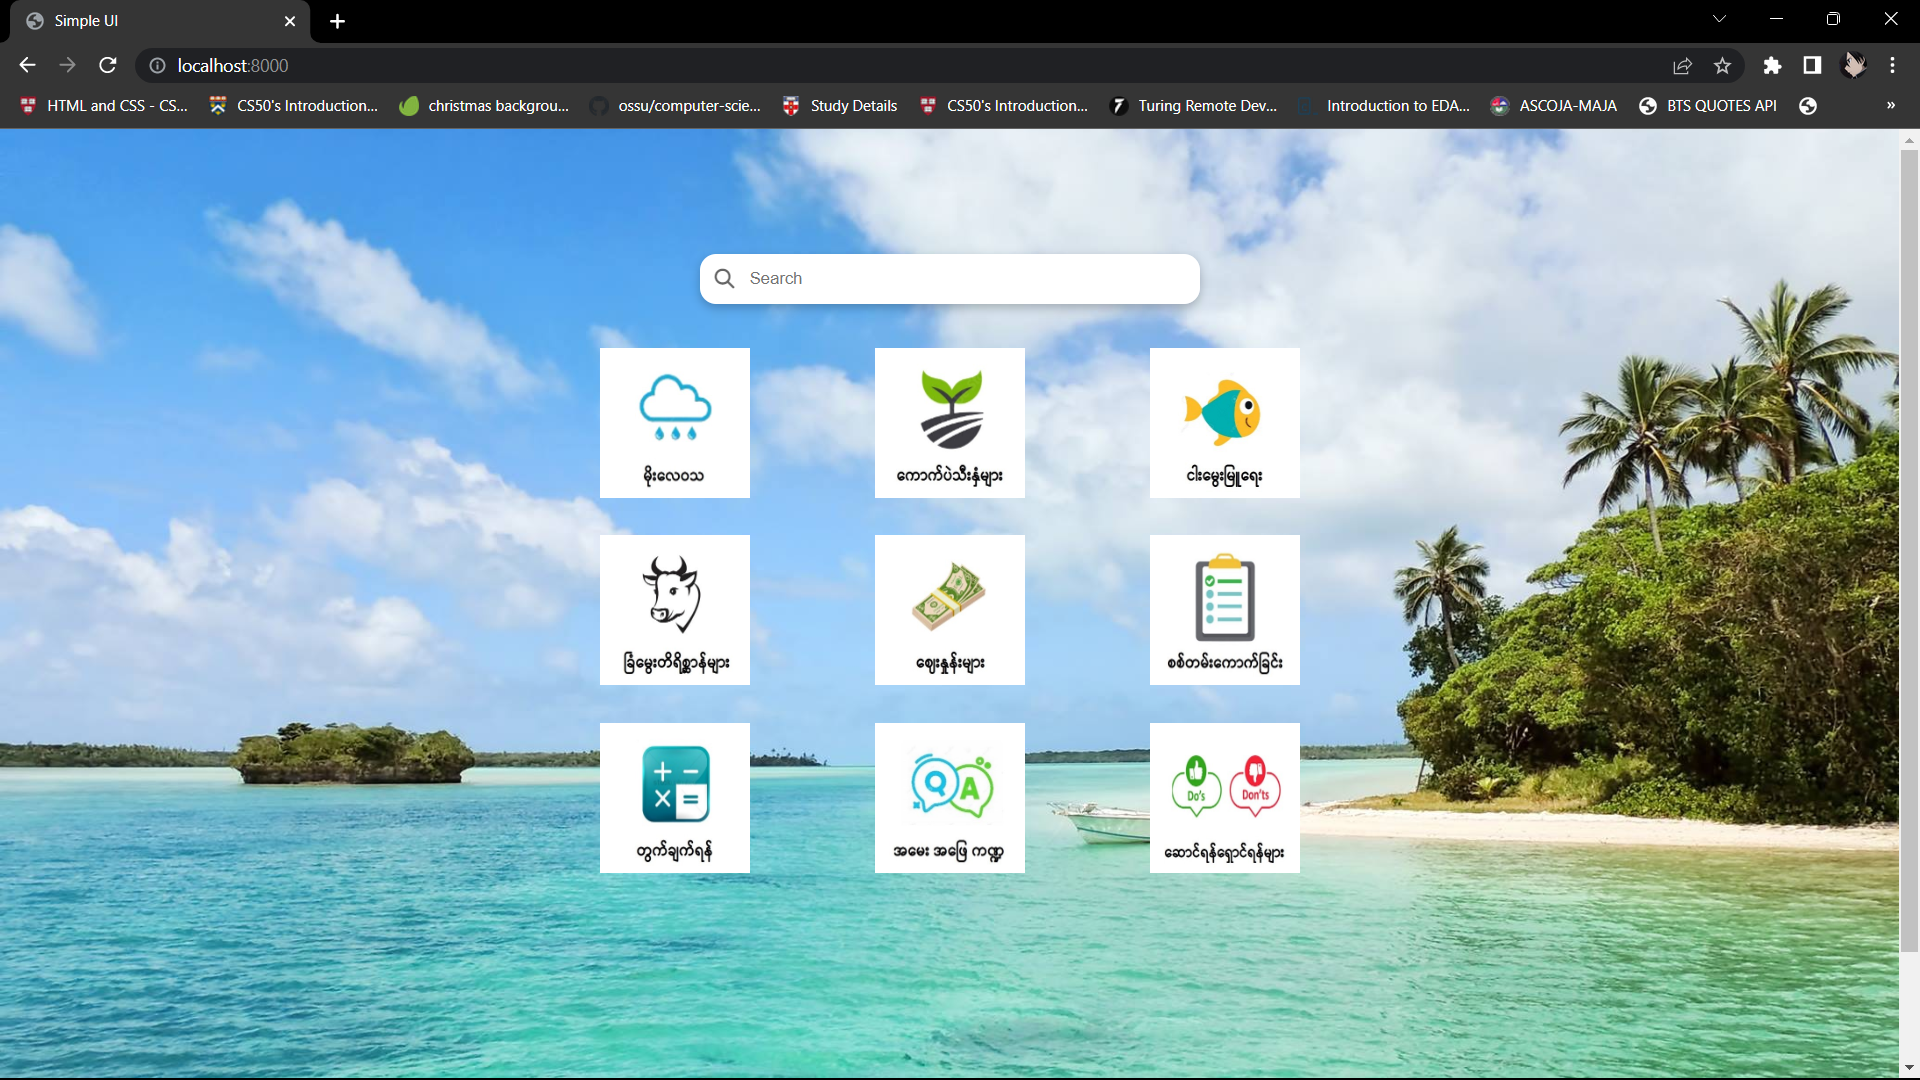 Simple UI
localhost:8000
HTML and CSS - CS...
CS50's Introduction...
christmas backgrou...
ossu/computer-scie...
Study Details
CS50's Introduction...
Turing Remote Dev...
Introduction to EDA...
ASCOJA-MAJA
BTS QUOTES API
»
Search
မိုးလေဝသ
ကောက်ပဲသီးနှံများ
ငါးမွေးမြူရေး
ခြံမွေးတိရိစ္ဆာန်များ
ဈေးနှုန်းများ
စစ်တမ်းကောက်ခြင်း
တွက်ချက်ရန်
Q A
အမေး အဖြေ ကဏ္ဍ
Do's
Don'ts
ဆောင်ရန်ရှောင်ရန်များ